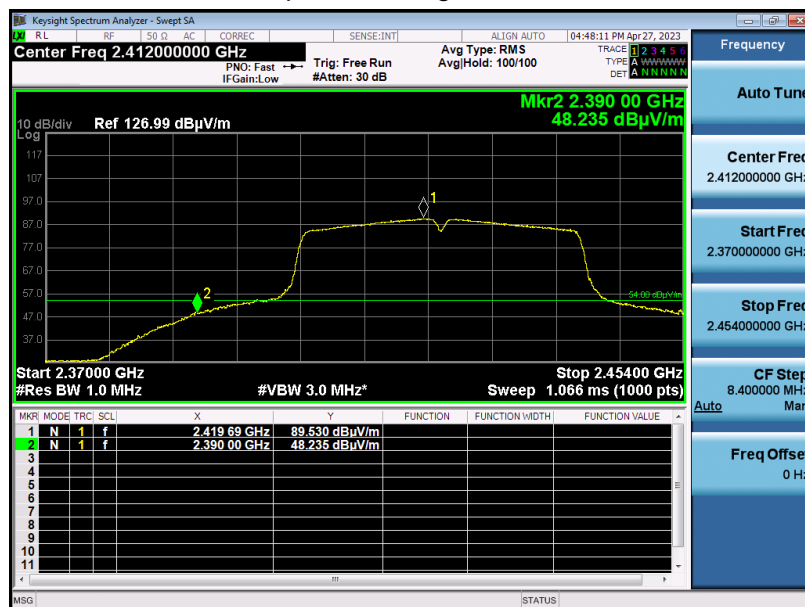 Keysight Spectrum Analyzer - Swept SA
RL RF 50 Ω AC CORREC SENSE:INT ALIGN AUTO 04:48:11 PM Apr 27, 2023
Center Freq 2.412000000 GHz
PNO: Fast
IFGain:Low
Trig: Free Run
#Atten: 30 dB
Avg Type: RMS
Avg|Hold: 100/100
TRACE 1 2 3 4 5 6
TYPE A WWWWW
DET A N N N N N
Mkr2 2.390 00 GHz
48.235 dBµV/m
10 dB/div Ref 126.99 dBµV/m
Log
117
107
97.0
87.0
77.0
67.0
57.0
47.0
37.0
1
2
54.00 dBµV/m
Start 2.37000 GHz Stop 2.45400 GHz
#Res BW 1.0 MHz #VBW 3.0 MHz* Sweep 1.066 ms (1000 pts)
MKR MODE TRC SCL X Y FUNCTION FUNCTION WIDTH FUNCTION VALUE
1 N 1 f 2.419 69 GHz 89.530 dBµV/m
2 N 1 f 2.390 00 GHz 48.235 dBµV/m
3
4
5
6
7
8
9
10
11
MSG STATUS
Frequency
Auto Tune
Center Freq
2.412000000 GHz
Start Freq
2.370000000 GHz
Stop Freq
2.454000000 GHz
CF Step
8.400000 MHz
Auto Man
Freq Offset
0 Hz